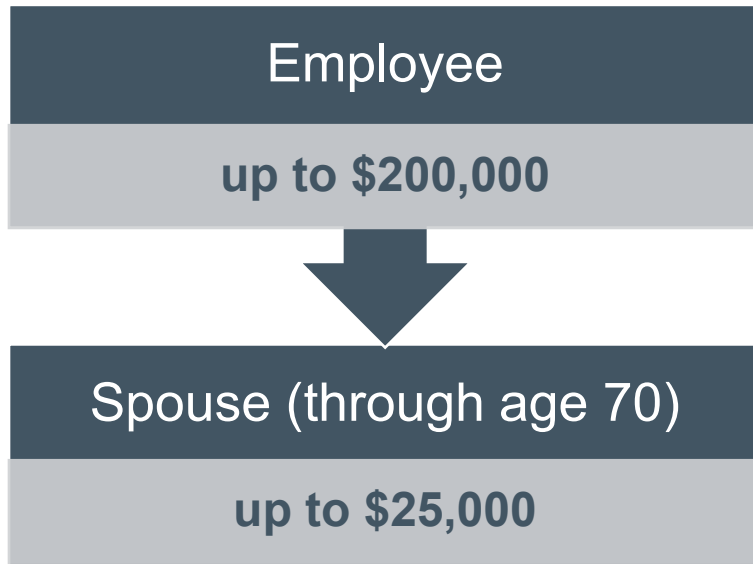 Employee
up to $200,000
Spouse (through age 70)
up to $25,000